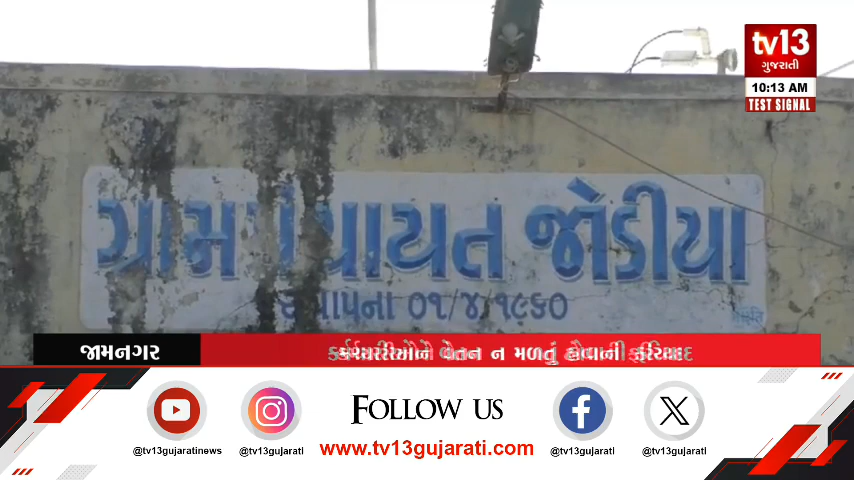 tv13
ગુજરાતી
10:13 AM
TEST SIGNAL
ગ્રામ પંચાયત જોડીયા
સ્થાપના ૦૧/૪/૧૯૬૦
જામનગર
કર્મચારીઓને વેતન ન મળતું હોવાની ફરિયાદ
FOLLOW US
www.tv13gujarati.com
@tv13gujaratinews
@tv13gujarati
@tv13gujarati
@tv13gujarati